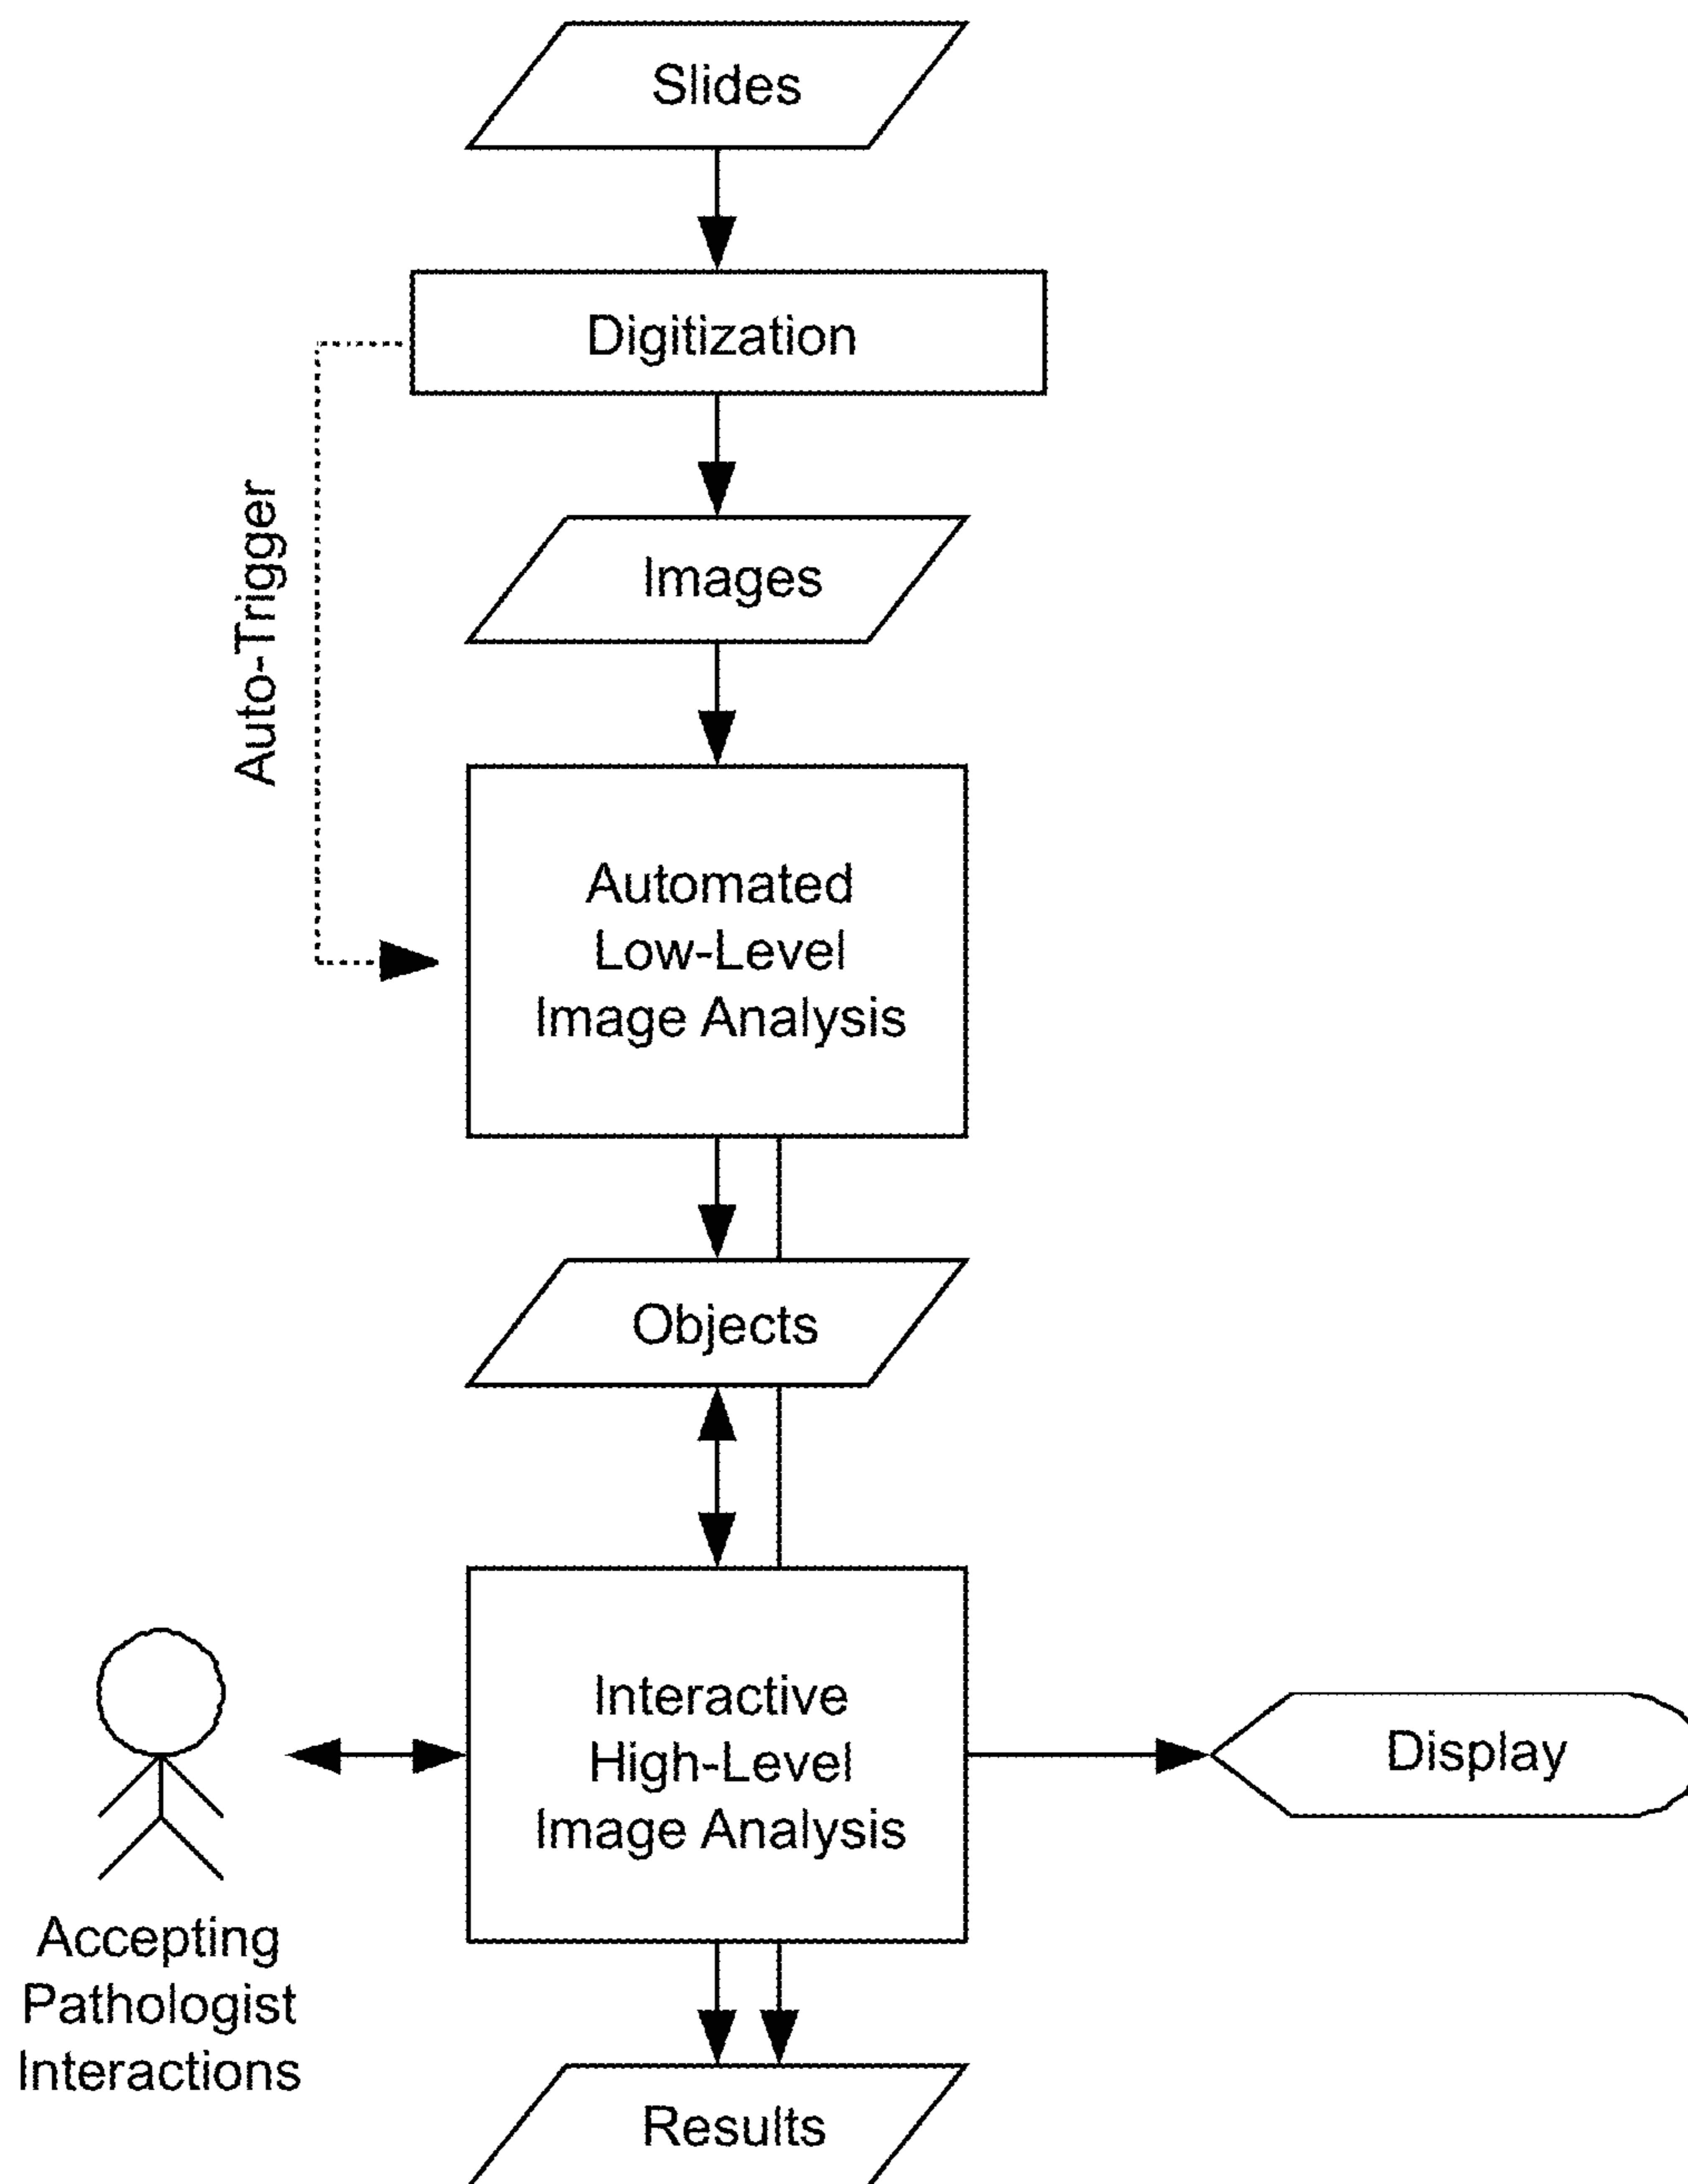 Slides
Digitization
Auto-Trigger
Images
Automated
Low-Level
Image Analysis
Objects
Interactive
High-Level
Image Analysis
Display
Accepting
Pathologist
Interactions
Results